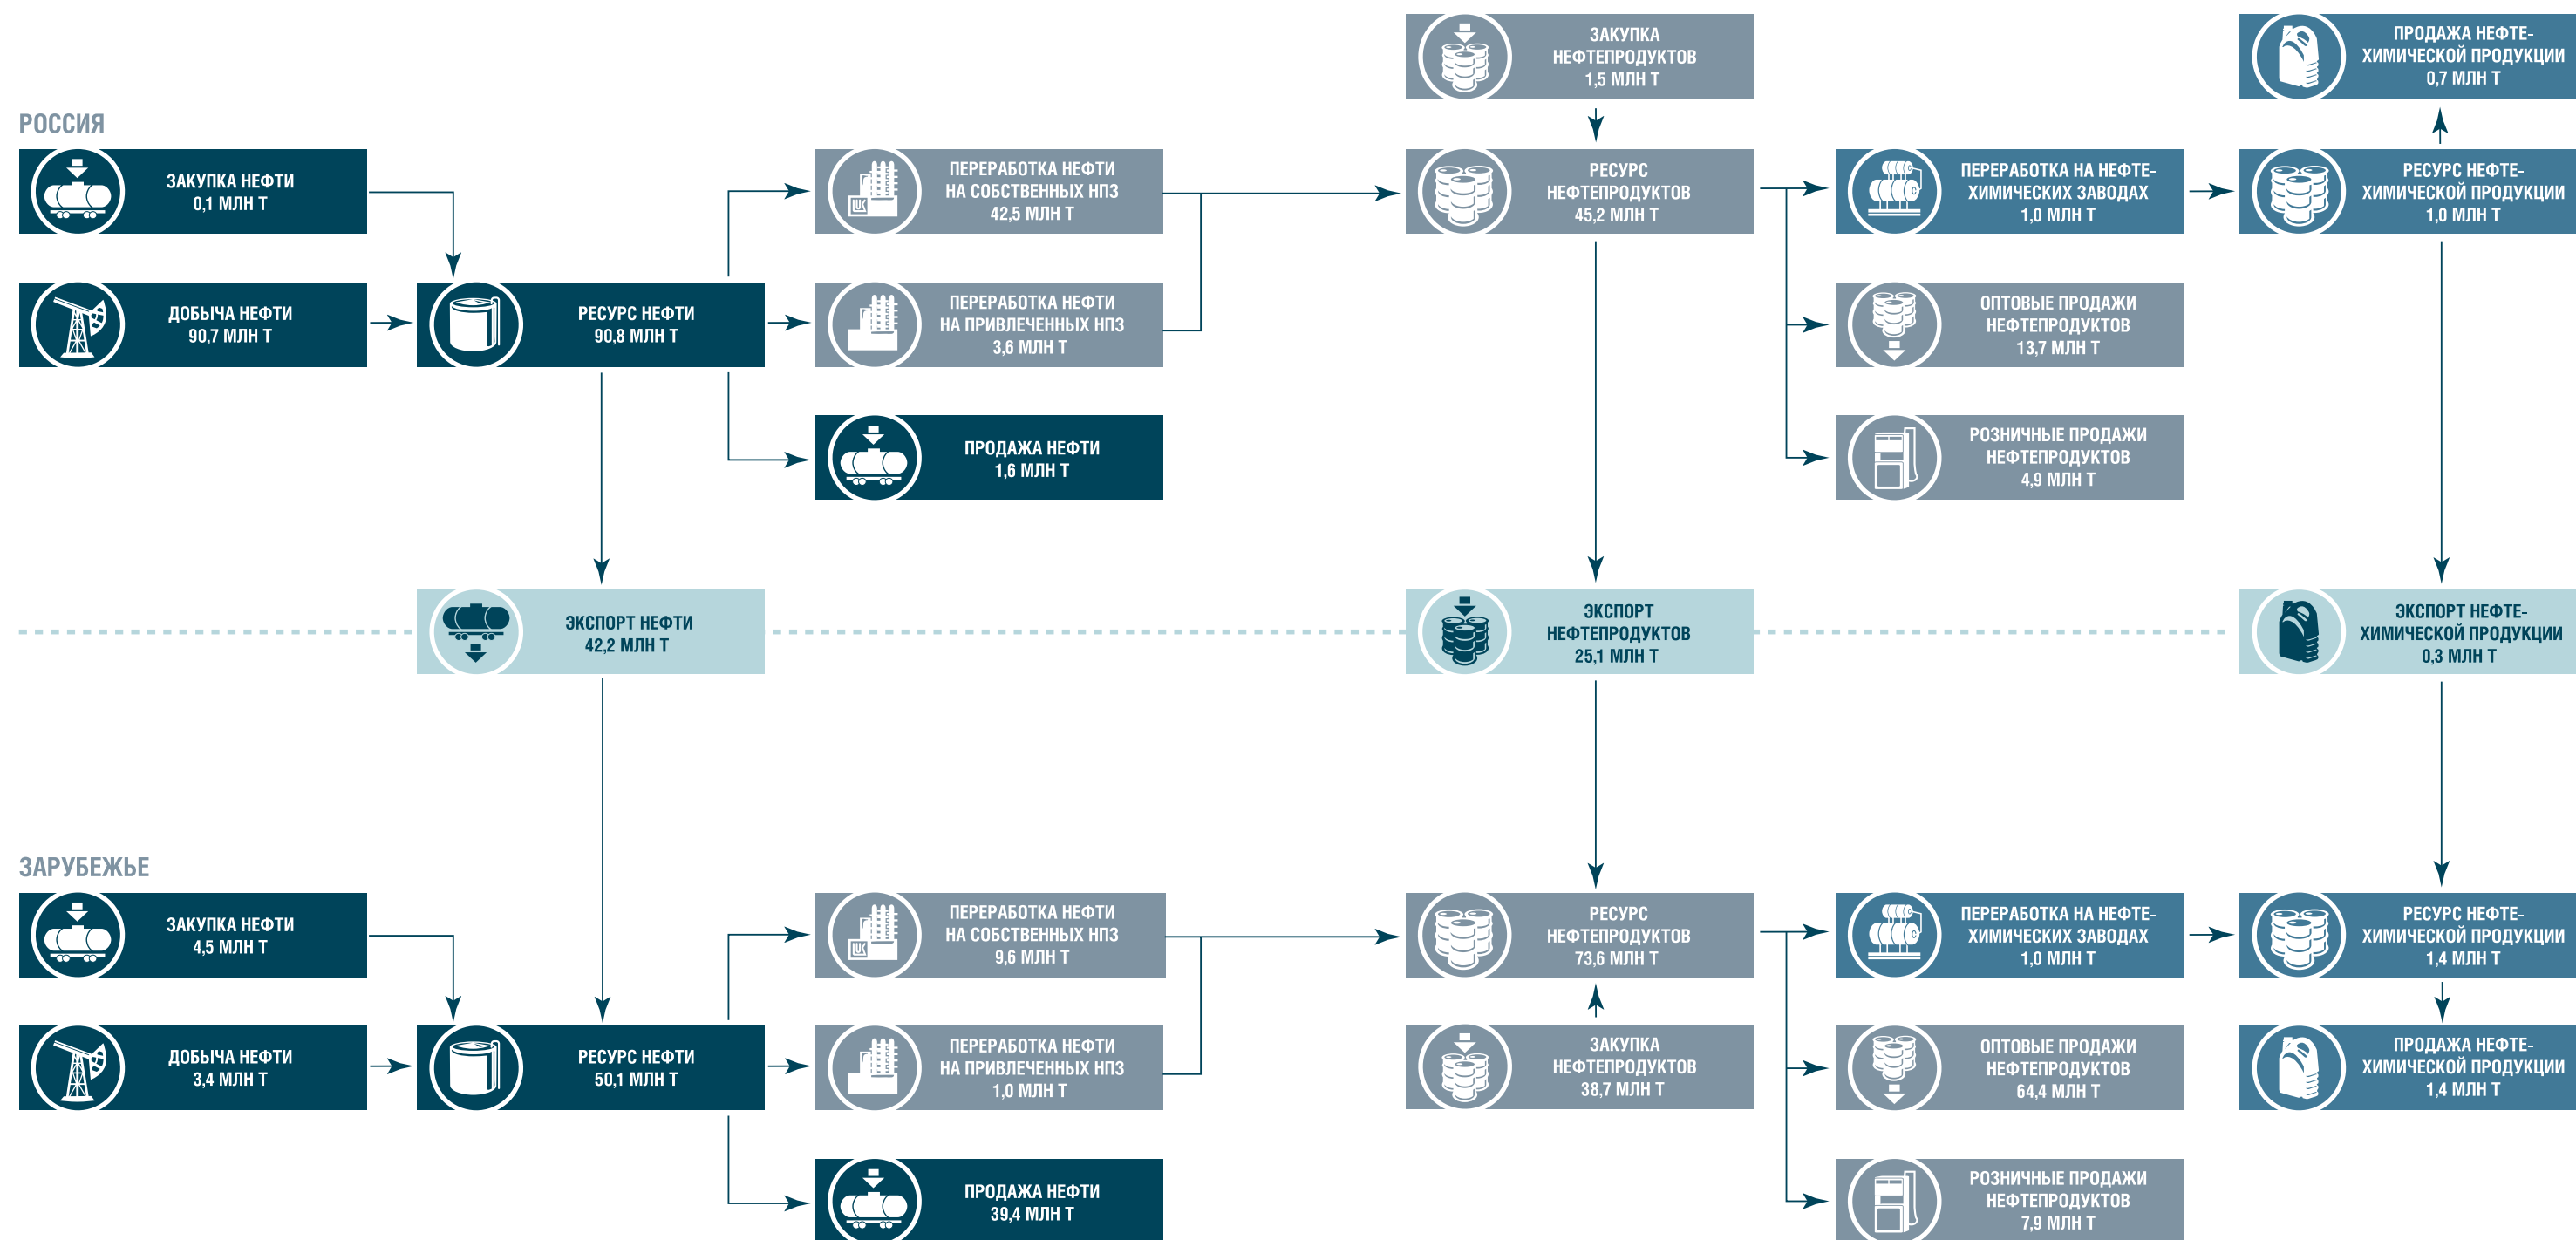 РОССИЯ
ЗАКУПКА НЕФТИ
0,1 МЛН Т
ДОБЫЧА НЕФТИ
90,7 МЛН Т
РЕСУРС НЕФТИ
90,8 МЛН Т
ПЕРЕРАБОТКА НЕФТИ
НА СОБСТВЕННЫХ НПЗ
42,5 МЛН Т
ПЕРЕРАБОТКА НЕФТИ
НА ПРИВЛЕЧЕННЫХ НПЗ
3,6 МЛН Т
ПРОДАЖА НЕФТИ
1,6 МЛН Т
ЗАКУПКА
НЕФТЕПРОДУКТОВ
1,5 МЛН Т
РЕСУРС
НЕФТЕПРОДУКТОВ
45,2 МЛН Т
ПЕРЕРАБОТКА НА НЕФТЕ-
ХИМИЧЕСКИХ ЗАВОДАХ
1,0 МЛН Т
ОПТОВЫЕ ПРОДАЖИ
НЕФТЕПРОДУКТОВ
13,7 МЛН Т
РОЗНИЧНЫЕ ПРОДАЖИ
НЕФТЕПРОДУКТОВ
4,9 МЛН Т
ПРОДАЖА НЕФТЕ-
ХИМИЧЕСКОЙ ПРОДУКЦИИ
0,7 МЛН Т
РЕСУРС НЕФТЕ-
ХИМИЧЕСКОЙ ПРОДУКЦИИ
1,0 МЛН Т
ЭКСПОРТ НЕФТИ
42,2 МЛН Т
ЭКСПОРТ
НЕФТЕПРОДУКТОВ
25,1 МЛН Т
ЭКСПОРТ НЕФТЕ-
ХИМИЧЕСКОЙ ПРОДУКЦИИ
0,3 МЛН Т
ЗАРУБЕЖЬЕ
ЗАКУПКА НЕФТИ
4,5 МЛН Т
ДОБЫЧА НЕФТИ
3,4 МЛН Т
РЕСУРС НЕФТИ
50,1 МЛН Т
ПЕРЕРАБОТКА НЕФТИ
НА СОБСТВЕННЫХ НПЗ
9,6 МЛН Т
ПЕРЕРАБОТКА НЕФТИ
НА ПРИВЛЕЧЕННЫХ НПЗ
1,0 МЛН Т
ПРОДАЖА НЕФТИ
39,4 МЛН Т
РЕСУРС
НЕФТЕПРОДУКТОВ
73,6 МЛН Т
ЗАКУПКА
НЕФТЕПРОДУКТОВ
38,7 МЛН Т
ПЕРЕРАБОТКА НА НЕФТЕ-
ХИМИЧЕСКИХ ЗАВОДАХ
1,0 МЛН Т
ОПТОВЫЕ ПРОДАЖИ
НЕФТЕПРОДУКТОВ
64,4 МЛН Т
РОЗНИЧНЫЕ ПРОДАЖИ
НЕФТЕПРОДУКТОВ
7,9 МЛН Т
РЕСУРС НЕФТЕ-
ХИМИЧЕСКОЙ ПРОДУКЦИИ
1,4 МЛН Т
ПРОДАЖА НЕФТЕ-
ХИМИЧЕСКОЙ ПРОДУКЦИИ
1,4 МЛН Т